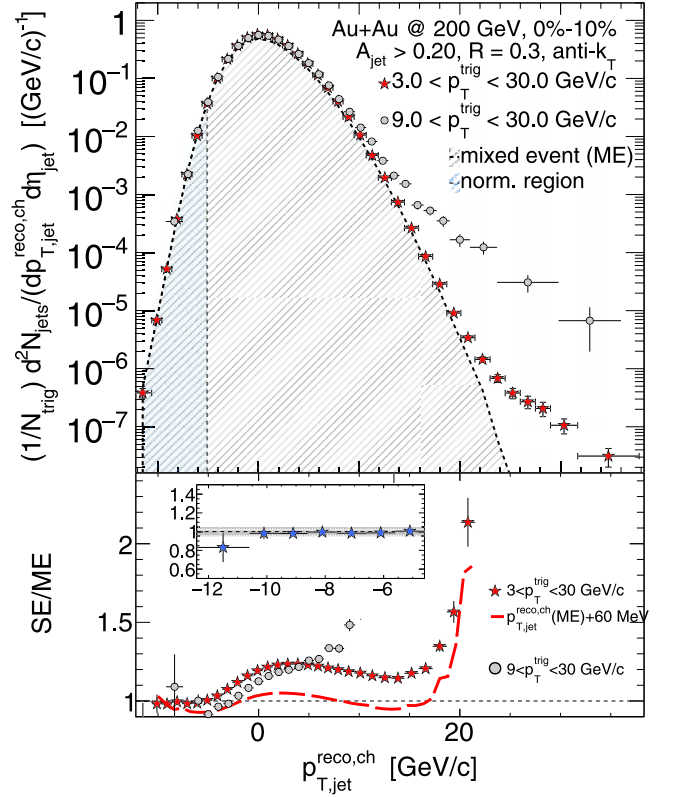 Au+Au @ 200 GeV, 0%-10%
A_jet > 0.20, R = 0.3, anti-k_T
3.0 < p_T^trig < 30.0 GeV/c
9.0 < p_T^trig < 30.0 GeV/c
mixed event (ME)
norm. region
(1/N_trig) d²N_jets/(dp_T,jet^reco,ch dη_jet) [(GeV/c)⁻¹]
1
10⁻¹
10⁻²
10⁻³
10⁻⁴
10⁻⁵
10⁻⁶
10⁻⁷
SE/ME
2
1.5
1
1.4
1.2
1
0.8
0.6
−12 −10 −8 −6
3<p_T^trig<30 GeV/c
p_T,jet^reco,ch(ME)+60 MeV
9<p_T^trig<30 GeV/c
0 20
p_T,jet^reco,ch [GeV/c]